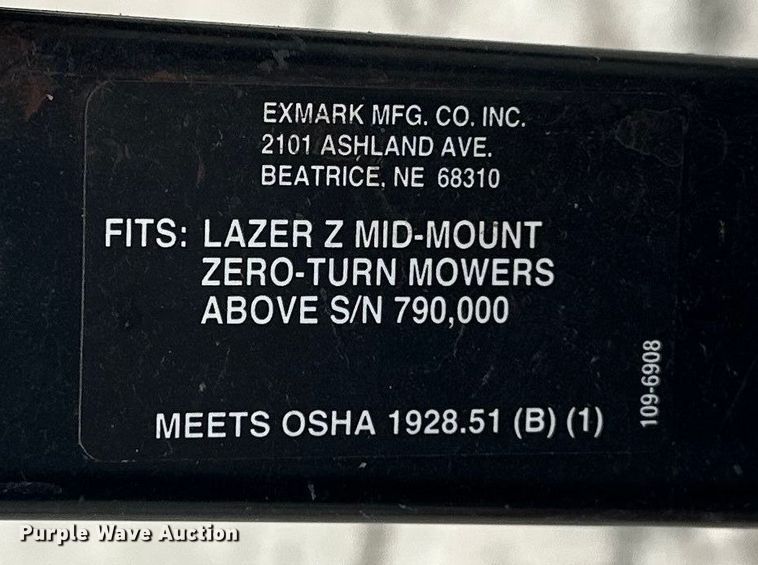 EXMARK MFG. CO. INC.
2101 ASHLAND AVE.
BEATRICE, NE 68310
FITS: LAZER Z MID-MOUNT
ZERO-TURN MOWERS
ABOVE S/N 790,000
109-6908
MEETS OSHA 1928.51 (B) (1)
Purple Wave Auction